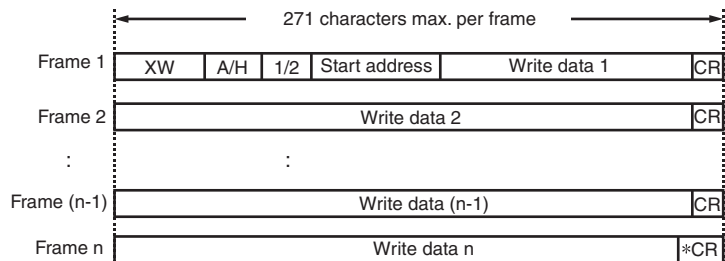 271 characters max. per frame
Frame 1 XW A/H 1/2 Start address Write data 1 CR
Frame 2 Write data 2 CR
: :
Frame (n-1) Write data (n-1) CR
Frame n Write data n *CR